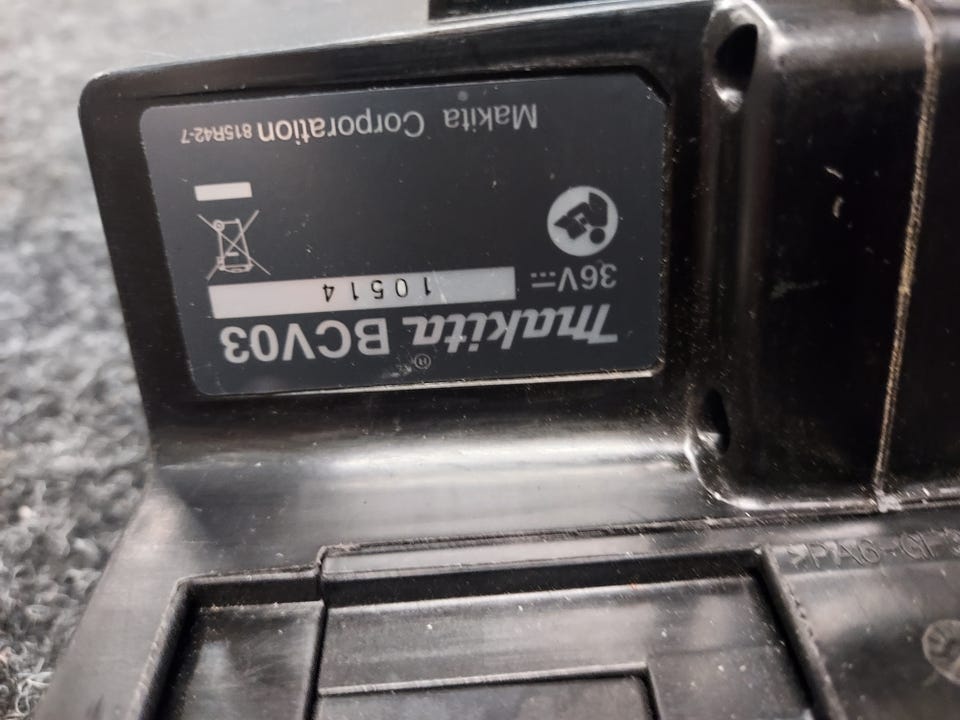 Makita® BCV03
36V⎓ 10514
Makita Corporation 815R42-7